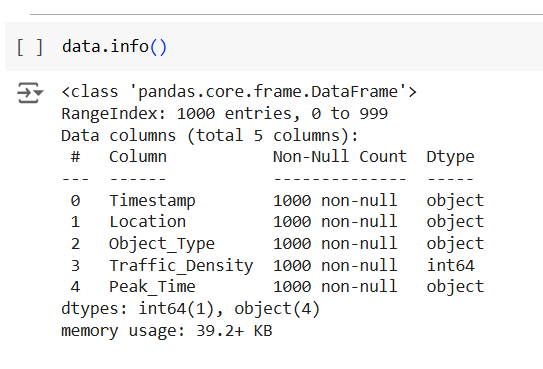 [ ] data.info()
<class 'pandas.core.frame.DataFrame'>
RangeIndex: 1000 entries, 0 to 999
Data columns (total 5 columns):
 #   Column           Non-Null Count  Dtype
---  ------           --------------  -----
 0   Timestamp        1000 non-null   object
 1   Location         1000 non-null   object
 2   Object_Type      1000 non-null   object
 3   Traffic_Density  1000 non-null   int64
 4   Peak_Time        1000 non-null   object
dtypes: int64(1), object(4)
memory usage: 39.2+ KB